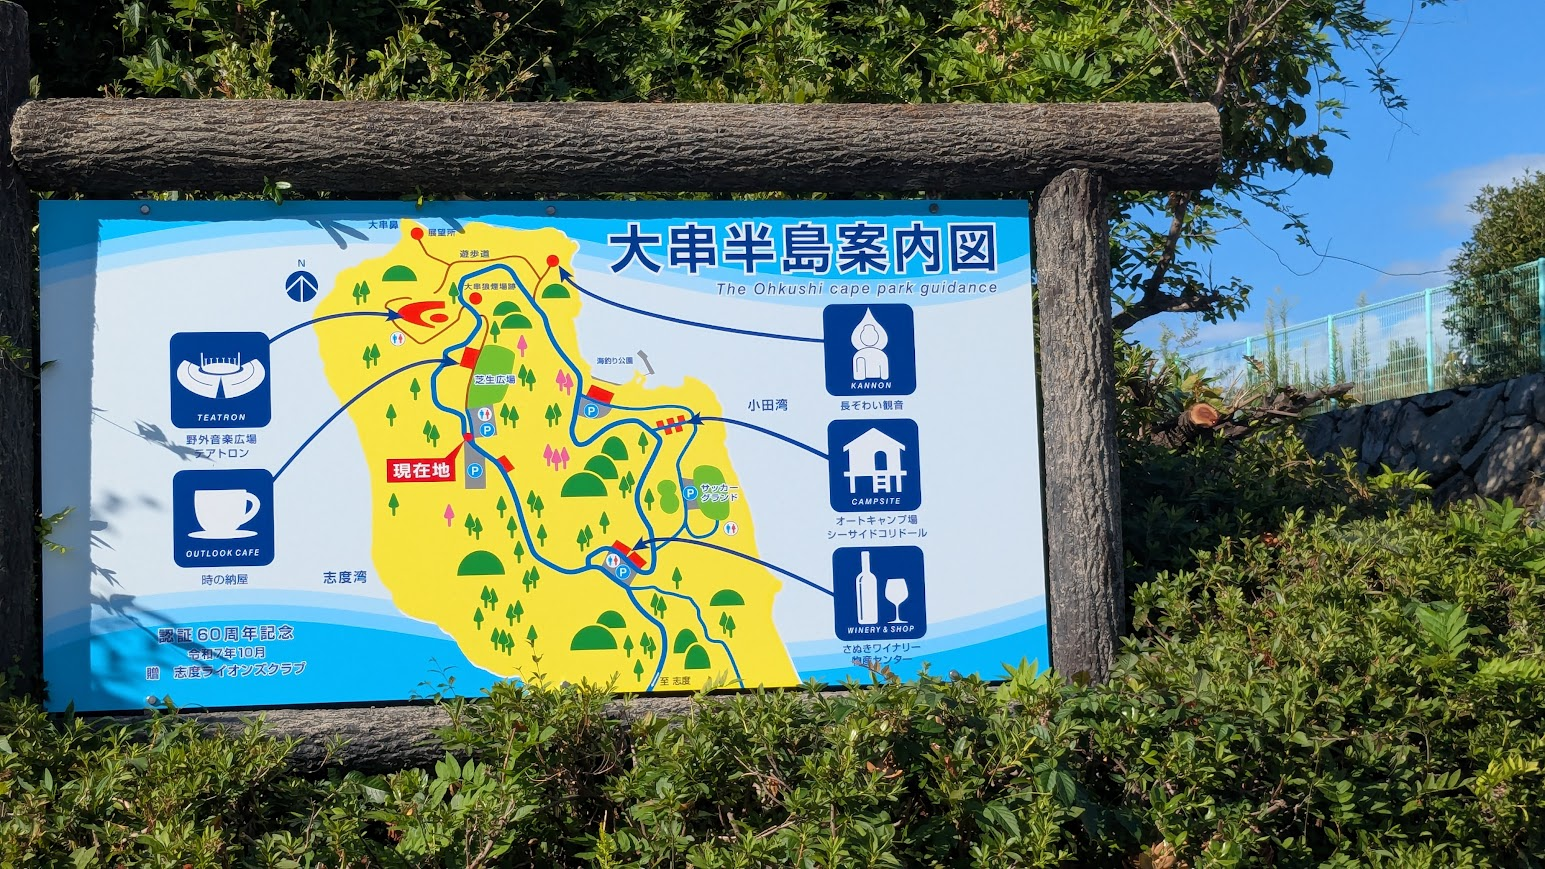 大串半島案内図
The Ohkushi cape park guidance
N
大串鼻
展望所
遊歩道
大串狼煙場跡
芝生広場
P
現在地
P
海釣り公園
P
小田湾
サッカー
グランド
P
P
志度湾
至 志度
TEATRON
野外音楽広場
テアトロン
OUTLOOK CAFE
時の納屋
KANNON
長ぞわい観音
CAMPSITE
オートキャンプ場
シーサイドコリドール
WINERY & SHOP
さぬきワイナリー
物産センター
認証60周年記念
令和7年10月
贈 志度ライオンズクラブ